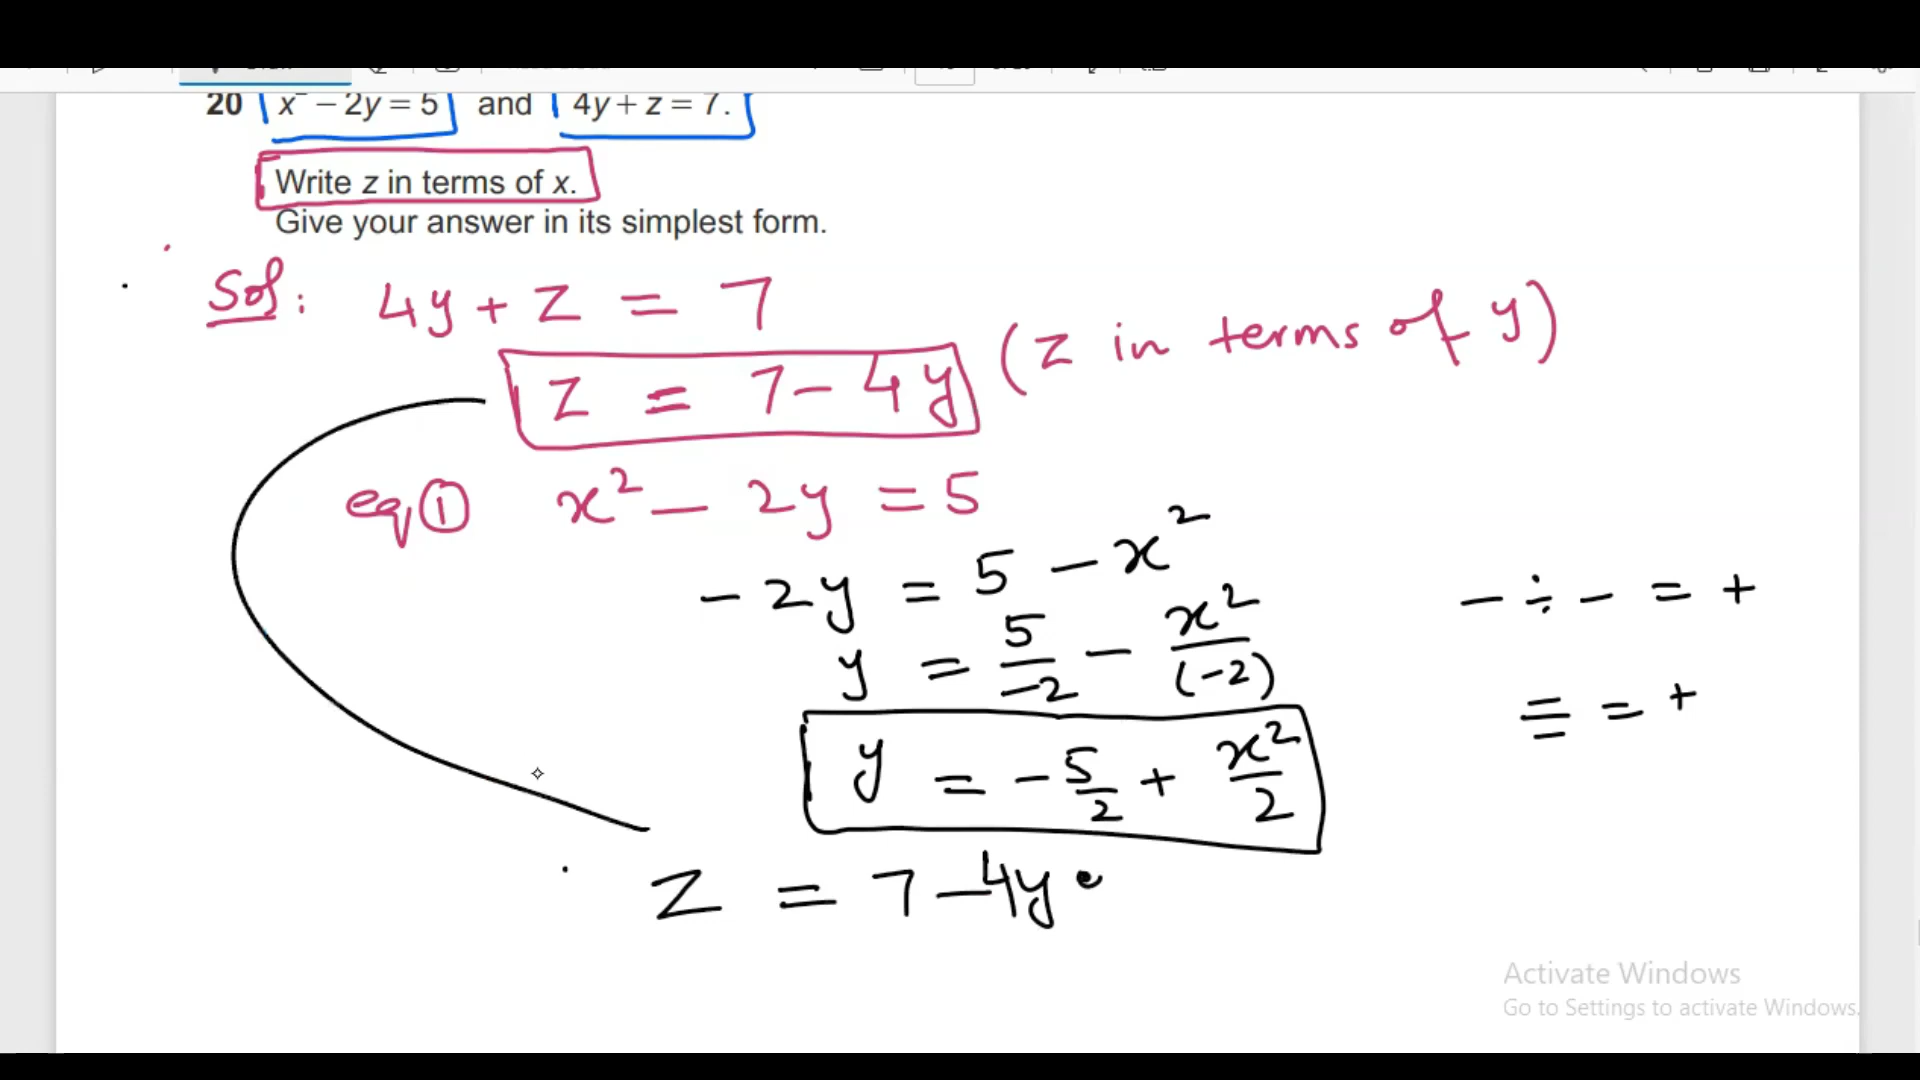 20 x² – 2y = 5 and 4y + z = 7.
Write z in terms of x.
Give your answer in its simplest form.
Sol: 4y + z = 7
z = 7 - 4y (z in terms of y)
eq ① x² - 2y = 5
-2y = 5 - x²
y = 5/-2 - x²/(-2)
y = -5/2 + x²/2
z = 7 - 4y
- ÷ - = +
= +
Activate Windows
Go to Settings to activate Windows.